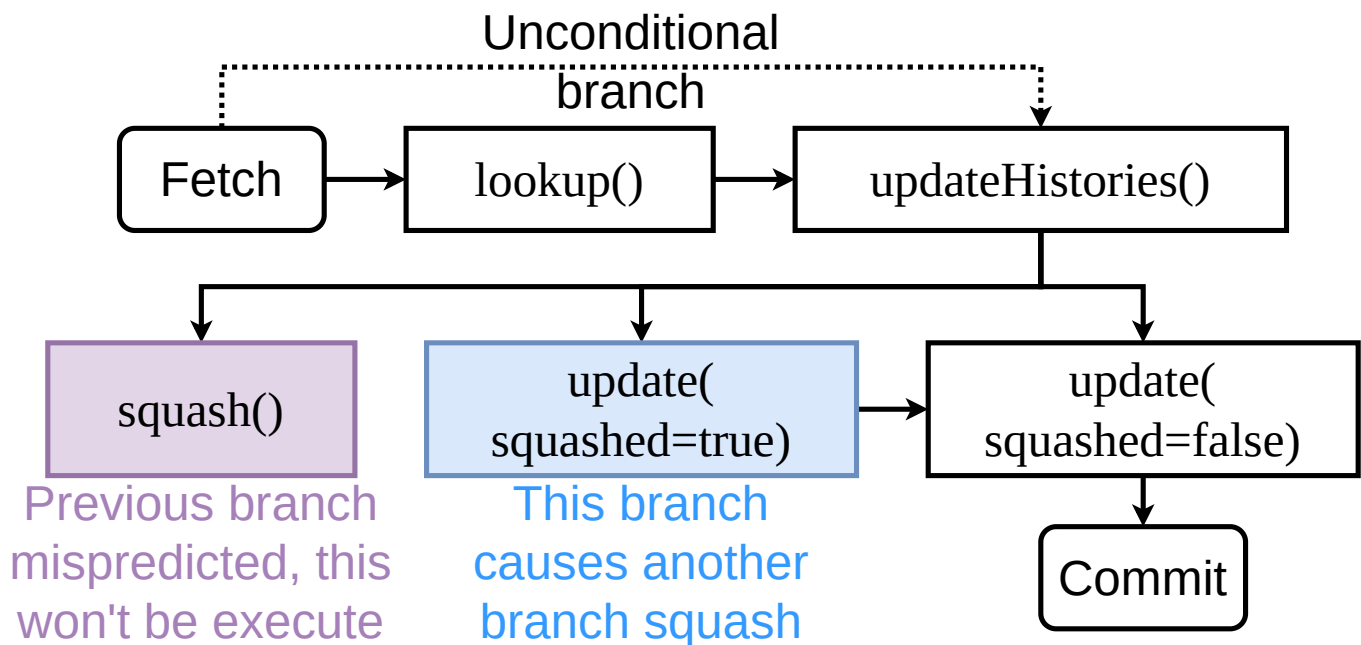 Unconditional
branch
Fetch
lookup()
updateHistories()
squash()
update(
squashed=true)
update(
squashed=false)
Previous branch
mispredicted, this
won't be execute
This branch
causes another
branch squash
Commit